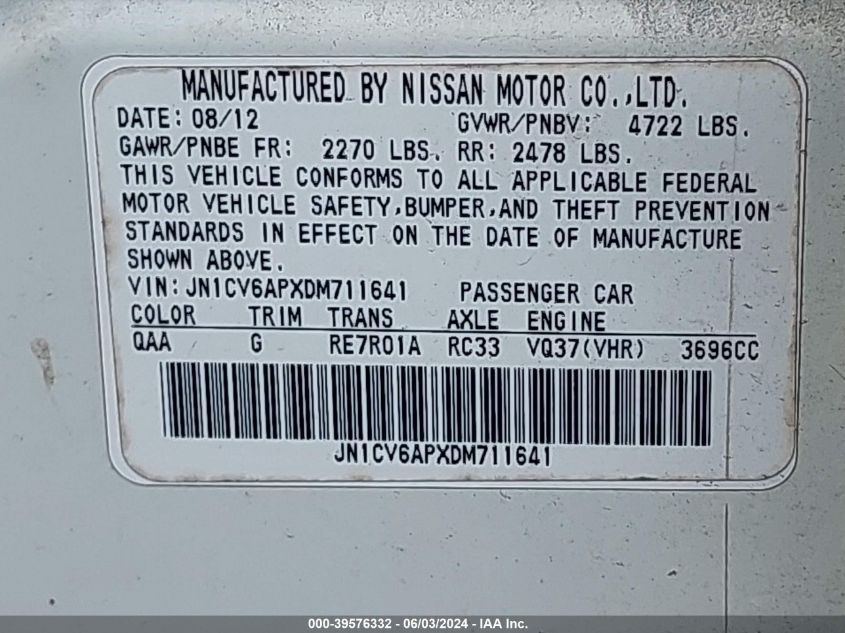 MANUFACTURED BY NISSAN MOTOR CO.,LTD.
DATE: 08/12 GVWR/PNBV: 4722 LBS.
GAWR/PNBE FR: 2270 LBS. RR: 2478 LBS.
THIS VEHICLE CONFORMS TO ALL APPLICABLE FEDERAL
MOTOR VEHICLE SAFETY,BUMPER,AND THEFT PREVENTION
STANDARDS IN EFFECT ON THE DATE OF MANUFACTURE
SHOWN ABOVE.
VIN: JN1CV6APXDM711641 PASSENGER CAR
COLOR TRIM TRANS AXLE ENGINE
QAA G RE7R01A RC33 VQ37(VHR) 3696CC
JN1CV6APXDM711641
000-39576332 - 06/03/2024 - IAA Inc.